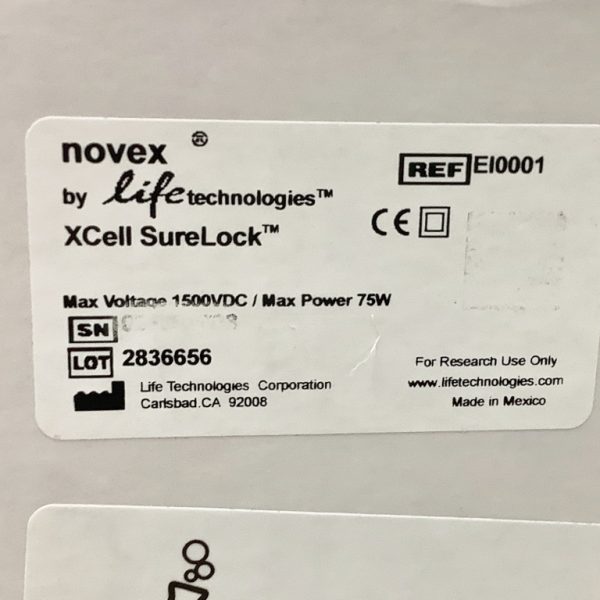 novex ®
by life technologies™
XCell SureLock™
REF EI0001
CE
Max Voltage 1500VDC / Max Power 75W
SN
LOT 2836656
Life Technologies Corporation
Carlsbad.CA 92008
For Research Use Only
www.lifetechnologies.com
Made in Mexico